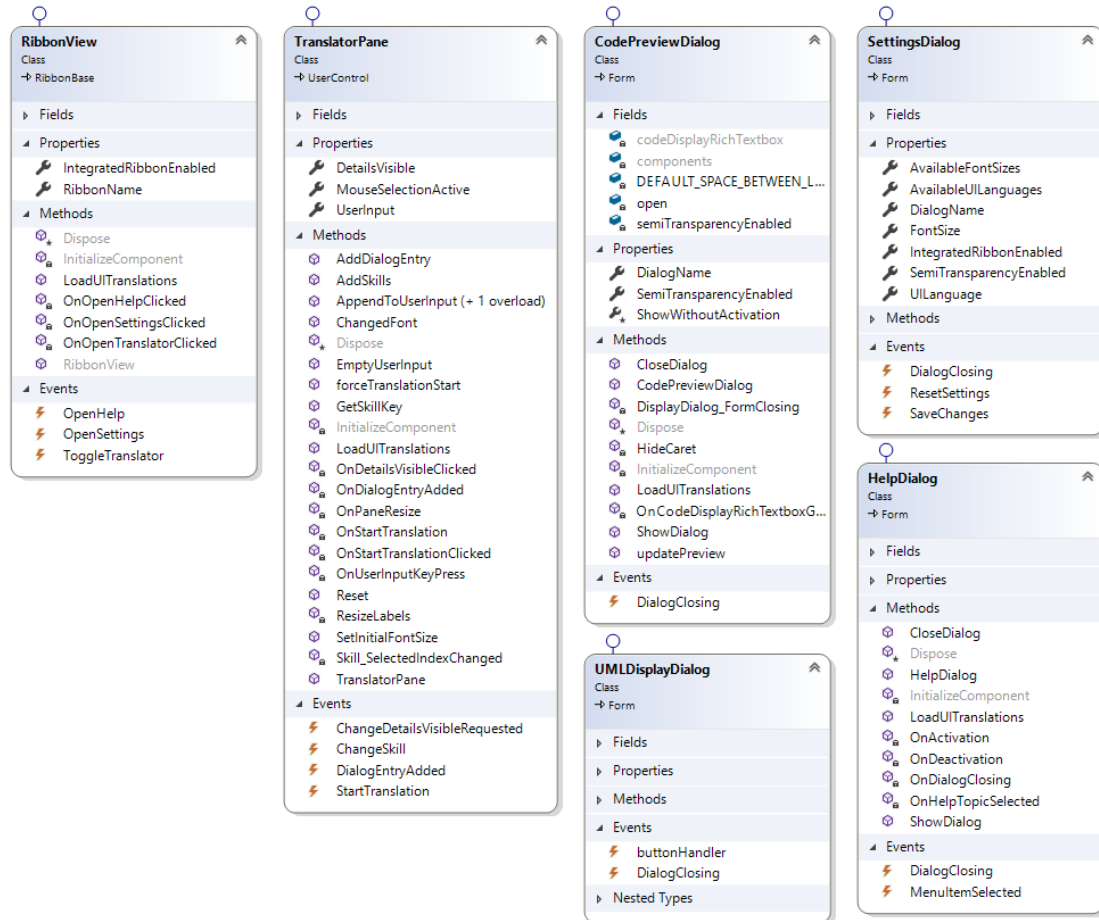 RibbonView
Class
RibbonBase
Fields
Properties
IntegratedRibbonEnabled
RibbonName
Methods
Dispose
InitializeComponent
LoadUITranslations
OnOpenHelpClicked
OnOpenSettingsClicked
OnOpenTranslatorClicked
RibbonView
Events
OpenHelp
OpenSettings
ToggleTranslator
TranslatorPane
Class
UserControl
Fields
Properties
DetailsVisible
MouseSelectionActive
UserInput
Methods
AddDialogEntry
AddSkills
AppendToUserInput (+ 1 overload)
ChangedFont
Dispose
EmptyUserInput
forceTranslationStart
GetSkillKey
InitializeComponent
LoadUITranslations
OnDetailsVisibleClicked
OnDialogEntryAdded
OnPaneResize
OnStartTranslation
OnStartTranslationClicked
OnUserInputKeyPress
Reset
ResizeLabels
SetInitialFontSize
Skill_SelectedIndexChanged
TranslatorPane
Events
ChangeDetailsVisibleRequested
ChangeSkill
DialogEntryAdded
StartTranslation
CodePreviewDialog
Class
Form
Fields
codeDisplayRichTextbox
components
DEFAULT_SPACE_BETWEEN_L...
open
semiTransparencyEnabled
Properties
DialogName
SemiTransparencyEnabled
ShowWithoutActivation
Methods
CloseDialog
CodePreviewDialog
DisplayDialog_FormClosing
Dispose
HideCaret
InitializeComponent
LoadUITranslations
OnCodeDisplayRichTextboxG...
ShowDialog
updatePreview
Events
DialogClosing
UMLDisplayDialog
Class
Form
Fields
Properties
Methods
Events
buttonHandler
DialogClosing
Nested Types
SettingsDialog
Class
Form
Fields
Properties
AvailableFontSizes
AvailableUILanguages
DialogName
FontSize
IntegratedRibbonEnabled
SemiTransparencyEnabled
UILanguage
Methods
Events
DialogClosing
ResetSettings
SaveChanges
HelpDialog
Class
Form
Fields
Properties
Methods
CloseDialog
Dispose
HelpDialog
InitializeComponent
LoadUITranslations
OnActivation
OnDeactivation
OnDialogClosing
OnHelpTopicSelected
ShowDialog
Events
DialogClosing
MenuItemSelected